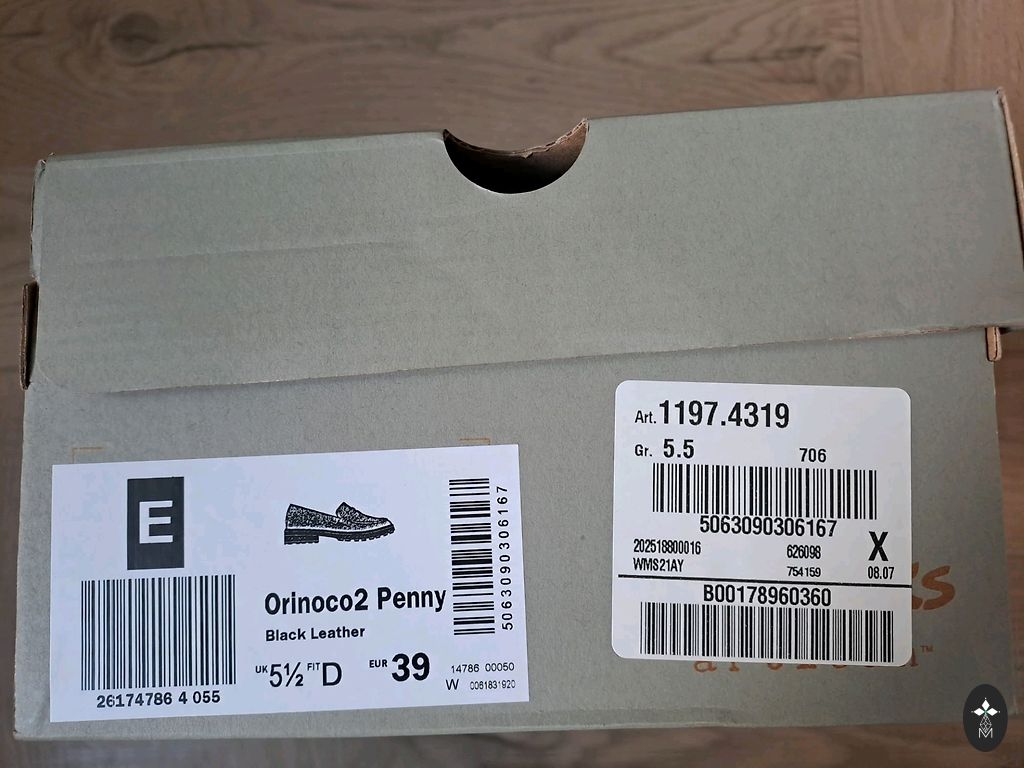 Art. 1197.4319
Gr. 5.5 706
5063090306167
202518800016 626098 X
WMS21AY 754159 08.07
B00178960360
E
5063090306167
Orinoco2 Penny
Black Leather
UK 5½ FIT D EUR 39
14786 00050
W 0061831920
26174786 4 055
M